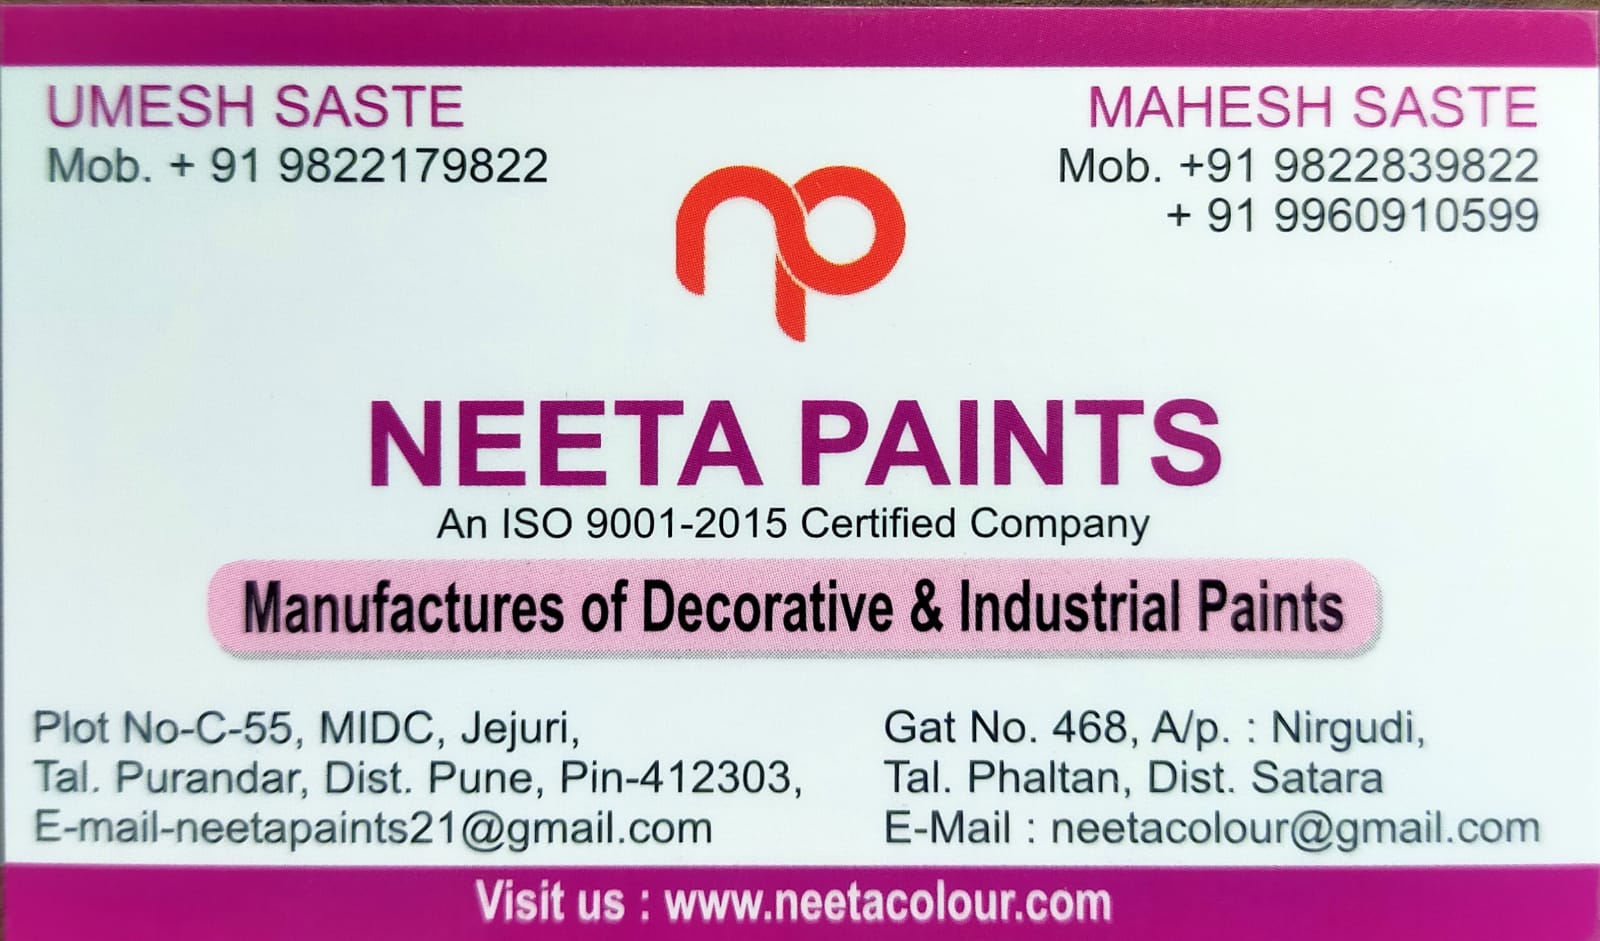 UMESH SASTE
Mob. + 91 9822179822
MAHESH SASTE
Mob. +91 9822839822
+ 91 9960910599
np
NEETA PAINTS
An ISO 9001-2015 Certified Company
Manufactures of Decorative & Industrial Paints
Plot No-C-55, MIDC, Jejuri,
Tal. Purandar, Dist. Pune, Pin-412303,
E-mail-neetapaints21@gmail.com
Gat No. 468, A/p. : Nirgudi,
Tal. Phaltan, Dist. Satara
E-Mail : neetacolour@gmail.com
Visit us : www.neetacolour.com